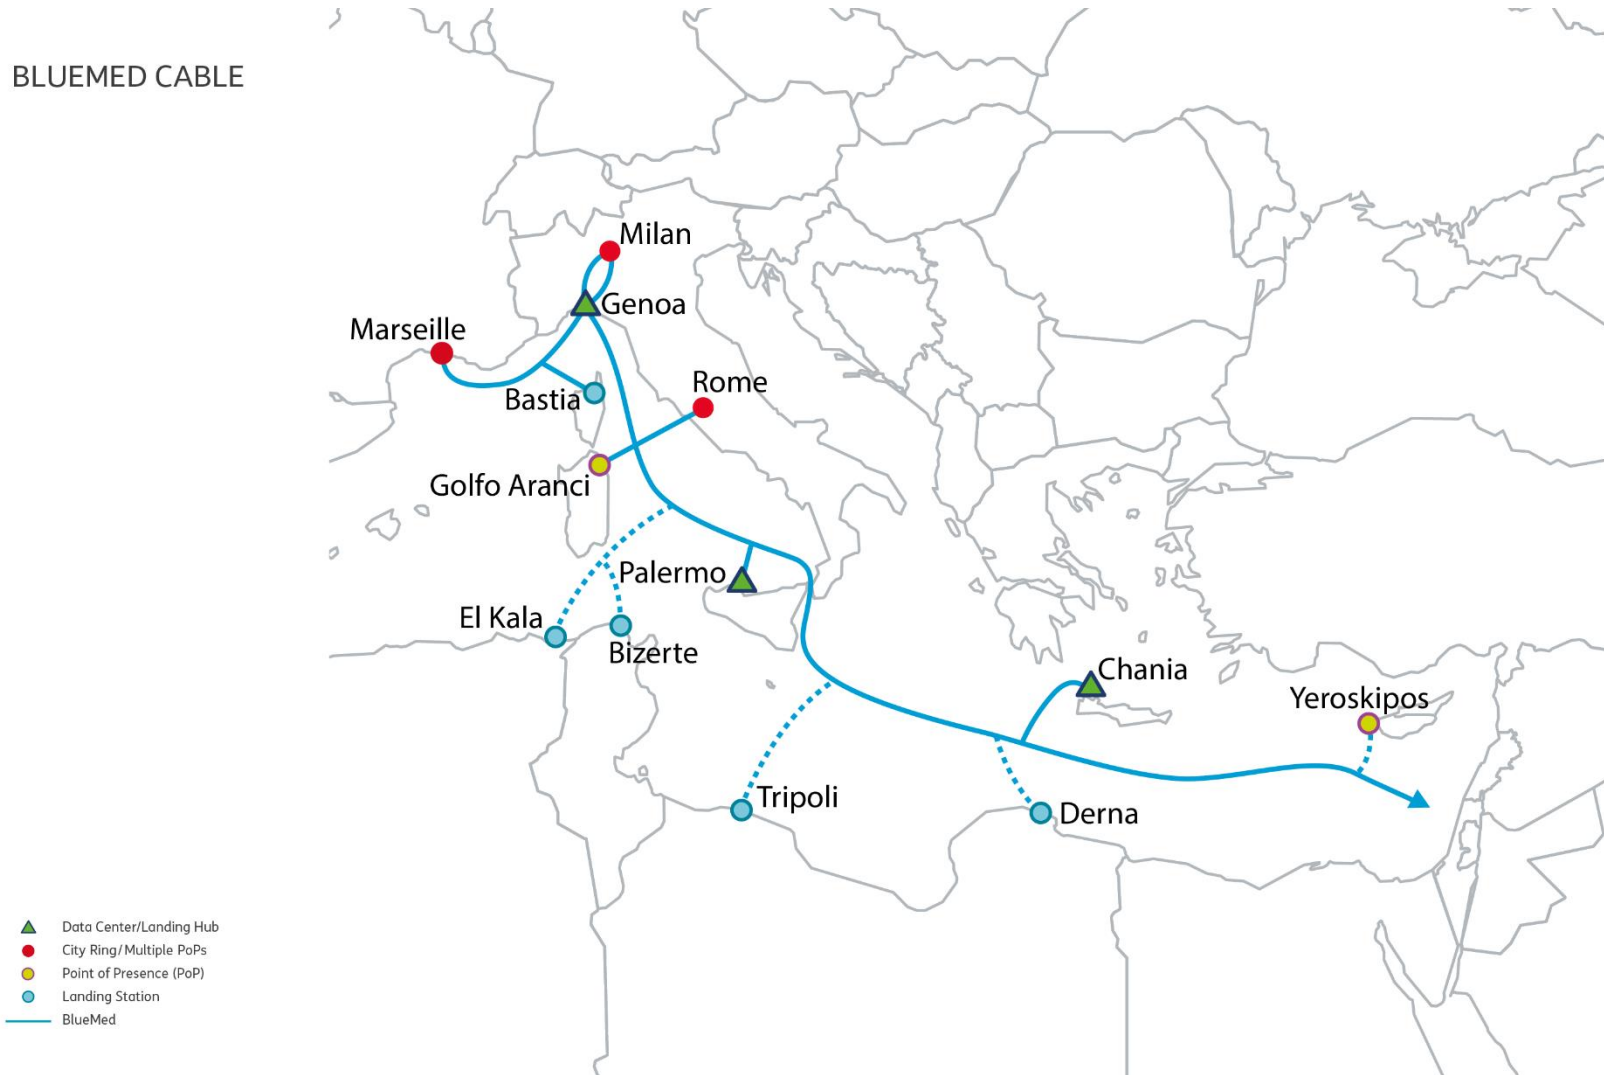 BLUEMED CABLE
Milan
Genoa
Marseille
Rome
Bastia
Golfo Aranci
Palermo
El Kala
Bizerte
Chania
Yeroskipos
Tripoli
Derna
Data Center/Landing Hub
City Ring/Multiple PoPs
Point of Presence (PoP)
Landing Station
BlueMed